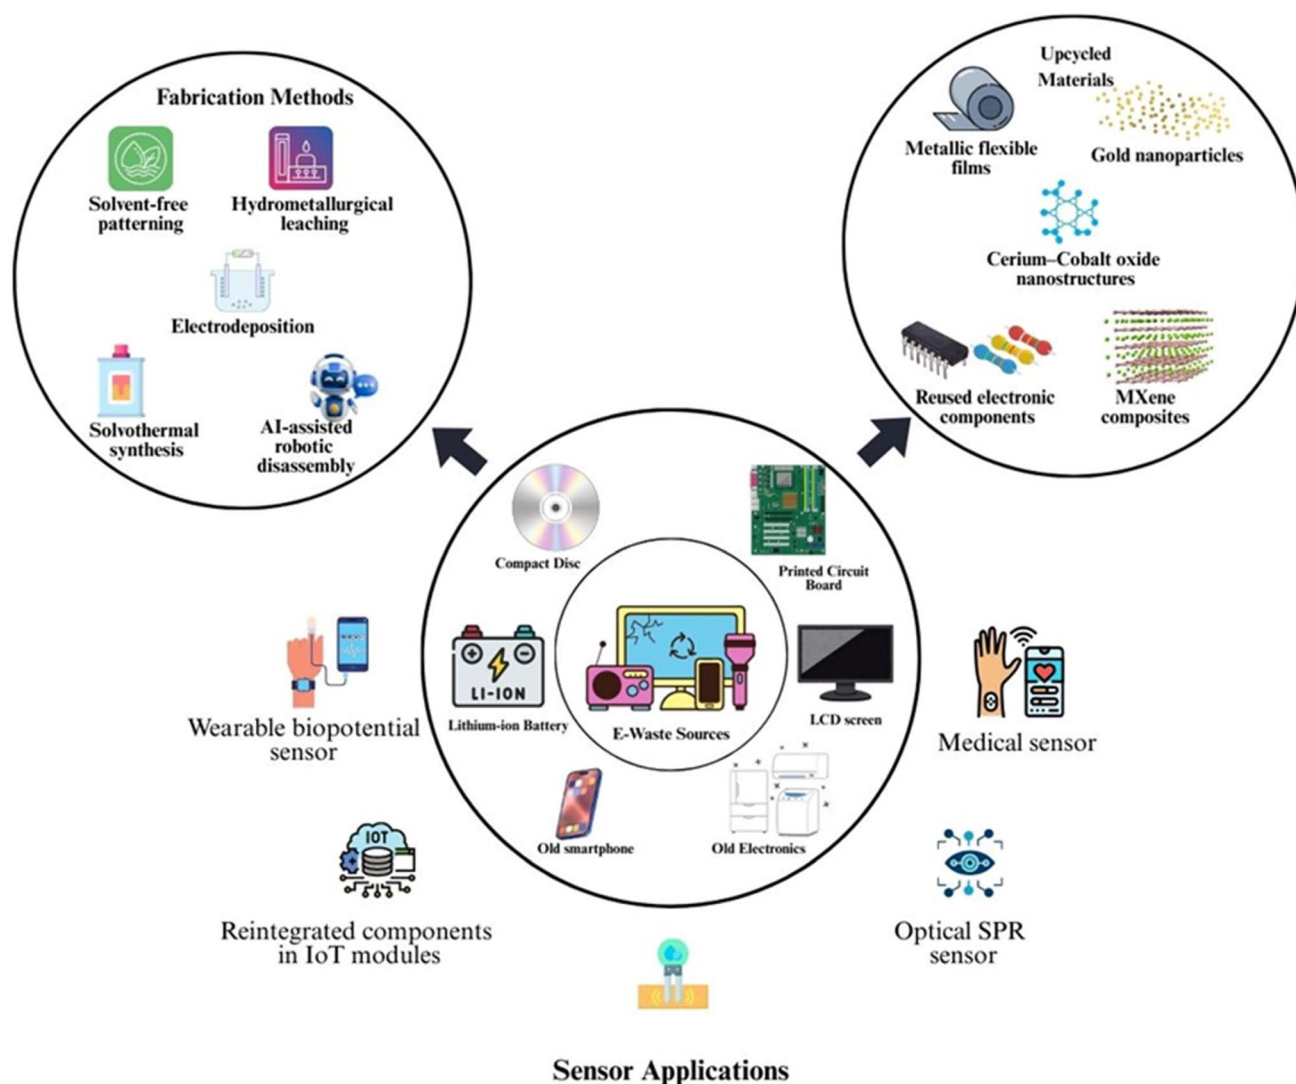 Fabrication Methods
Solvent-free
patterning
Hydrometallurgical
leaching
Electrodeposition
Solvothermal
synthesis
AI-assisted
robotic
disassembly
Upcycled
Materials
Metallic flexible
films
Gold nanoparticles
Cerium–Cobalt oxide
nanostructures
Reused electronic
components
MXene
composites
Compact Disc
Printed Circuit
Board
LI-ION
Lithium-ion Battery
E-Waste Sources
LCD screen
Old smartphone
Old Electronics
Wearable biopotential
sensor
Medical sensor
IOT
Reintegrated components
in IoT modules
Optical SPR
sensor
Sensor Applications